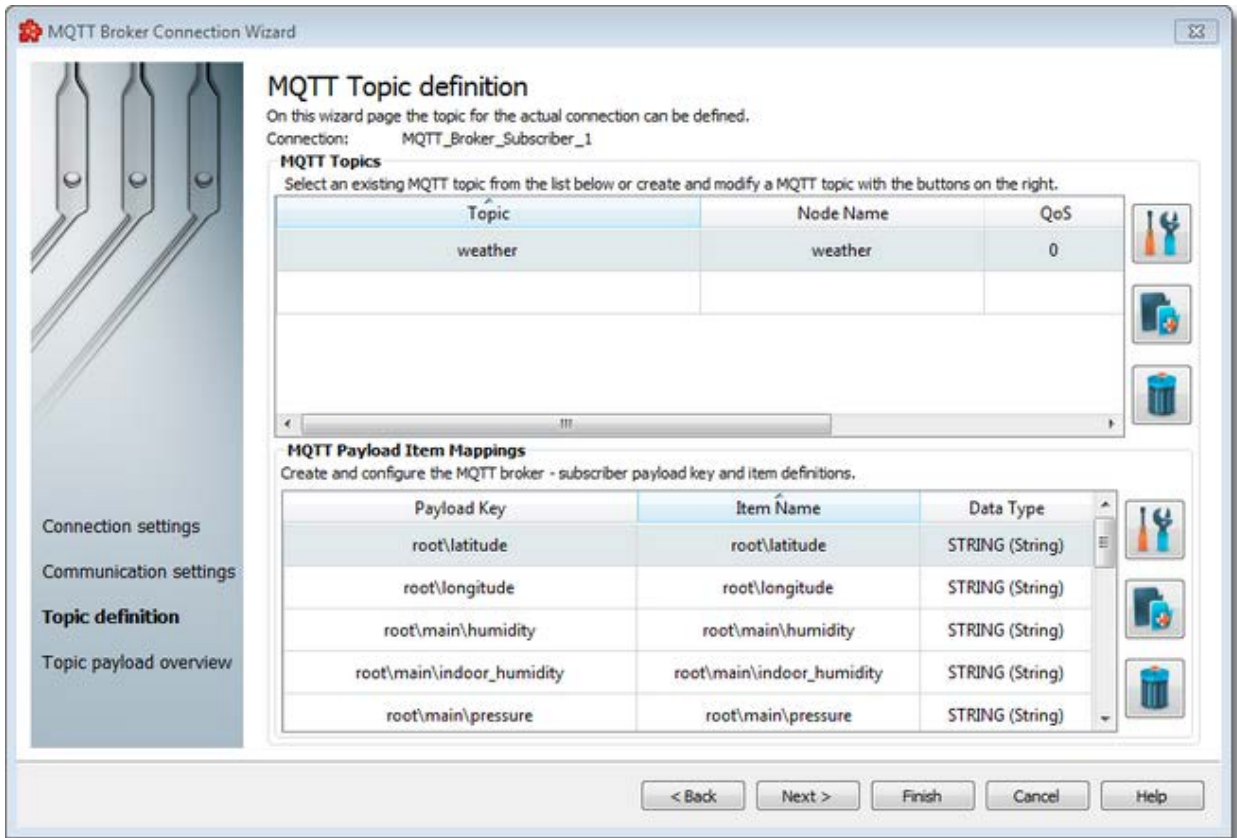 MQTT Broker Connection Wizard
MQTT Topic definition
On this wizard page the topic for the actual connection can be defined.
Connection: MQTT_Broker_Subscriber_1
MQTT Topics
Select an existing MQTT topic from the list below or create and modify a MQTT topic with the buttons on the right.
Topic Node Name QoS
weather weather 0
MQTT Payload Item Mappings
Create and configure the MQTT broker - subscriber payload key and item definitions.
Payload Key Item Name Data Type
root\latitude root\latitude STRING (String)
root\longitude root\longitude STRING (String)
root\main\humidity root\main\humidity STRING (String)
root\main\indoor_humidity root\main\indoor_humidity STRING (String)
root\main\pressure root\main\pressure STRING (String)
Connection settings
Communication settings
Topic definition
Topic payload overview
< Back Next > Finish Cancel Help